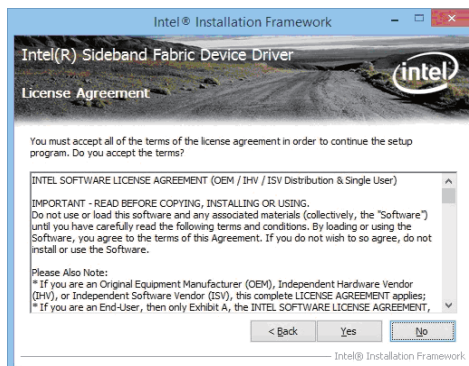 Intel® Installation Framework
Intel(R) Sideband Fabric Device Driver
intel
License Agreement
You must accept all of the terms of the license agreement in order to continue the setup
program. Do you accept the terms?
INTEL SOFTWARE LICENSE AGREEMENT (OEM / IHV / ISV Distribution & Single User)
IMPORTANT - READ BEFORE COPYING, INSTALLING OR USING.
Do not use or load this software and any associated materials (collectively, the "Software")
until you have carefully read the following terms and conditions. By loading or using the
Software, you agree to the terms of this Agreement. If you do not wish to so agree, do not
install or use the Software.
Please Also Note:
* If you are an Original Equipment Manufacturer (OEM), Independent Hardware Vendor
(IHV), or Independent Software Vendor (ISV), this complete LICENSE AGREEMENT applies;
* If you are an End-User, then only Exhibit A, the INTEL SOFTWARE LICENSE AGREEMENT,
< Back Yes No
Intel® Installation Framework